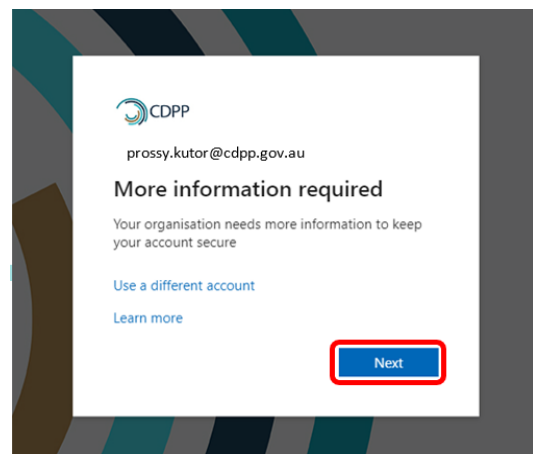 CDPP
prossy.kutor@cdpp.gov.au
More information required
Your organisation needs more information to keep
your account secure
Use a different account
Learn more
Next